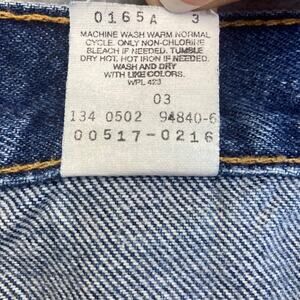 0165A 3
MACHINE WASH WARM NORMAL
CYCLE. ONLY NON-CHLORINE
BLEACH IF NEEDED. TUMBLE
DRY HOT. HOT IRON IF NEEDED.
WASH AND DRY
WITH LIKE COLORS.
WPL 423
03
134 0502 94840-6
00517-0216